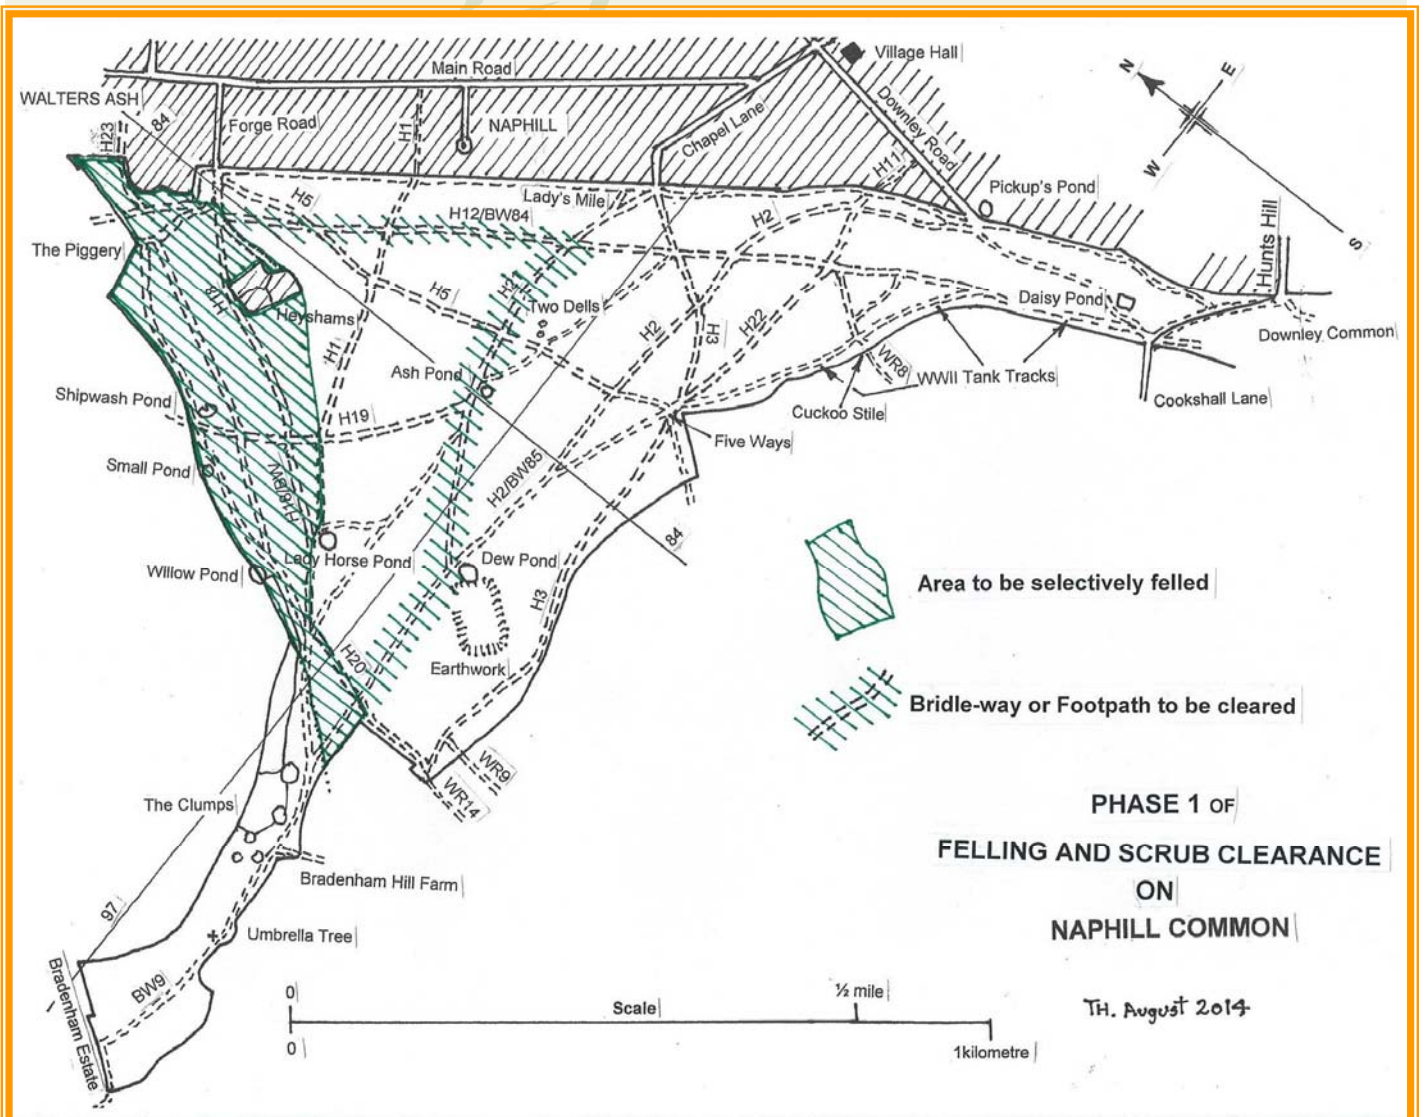 Village Hall
Main Road
WALTERS ASH
84
Forge Road
NAPHILL
H23
H1
Chapel Lane
Downley Road
N
E
W
S
H11
Pickup's Pond
Lady's Mile
H5
H12/BW84
H2
Hunts Hill
The Piggery
H18
H5
H2
Two Dells
Daisy Pond
Heyshams
H2
H3
H22
Downley Common
H1
Ash Pond
WR8
WWII Tank Tracks
Shipwash Pond
H19
Cuckoo Stile
Cookshall Lane
Five Ways
Small Pond
H18/BW
H2/BW85
84
Lady Horse Pond
Dew Pond
Willow Pond
Area to be selectively felled
H3
H20
Earthwork
Bridle-way or Footpath to be cleared
WR9
WR14
The Clumps
PHASE 1 OF
FELLING AND SCRUB CLEARANCE
ON
NAPHILL COMMON
Bradenham Hill Farm
97
Umbrella Tree
BW9
Bradenham Estate
0
½ mile
Scale
TH. August 2014
0
1kilometre